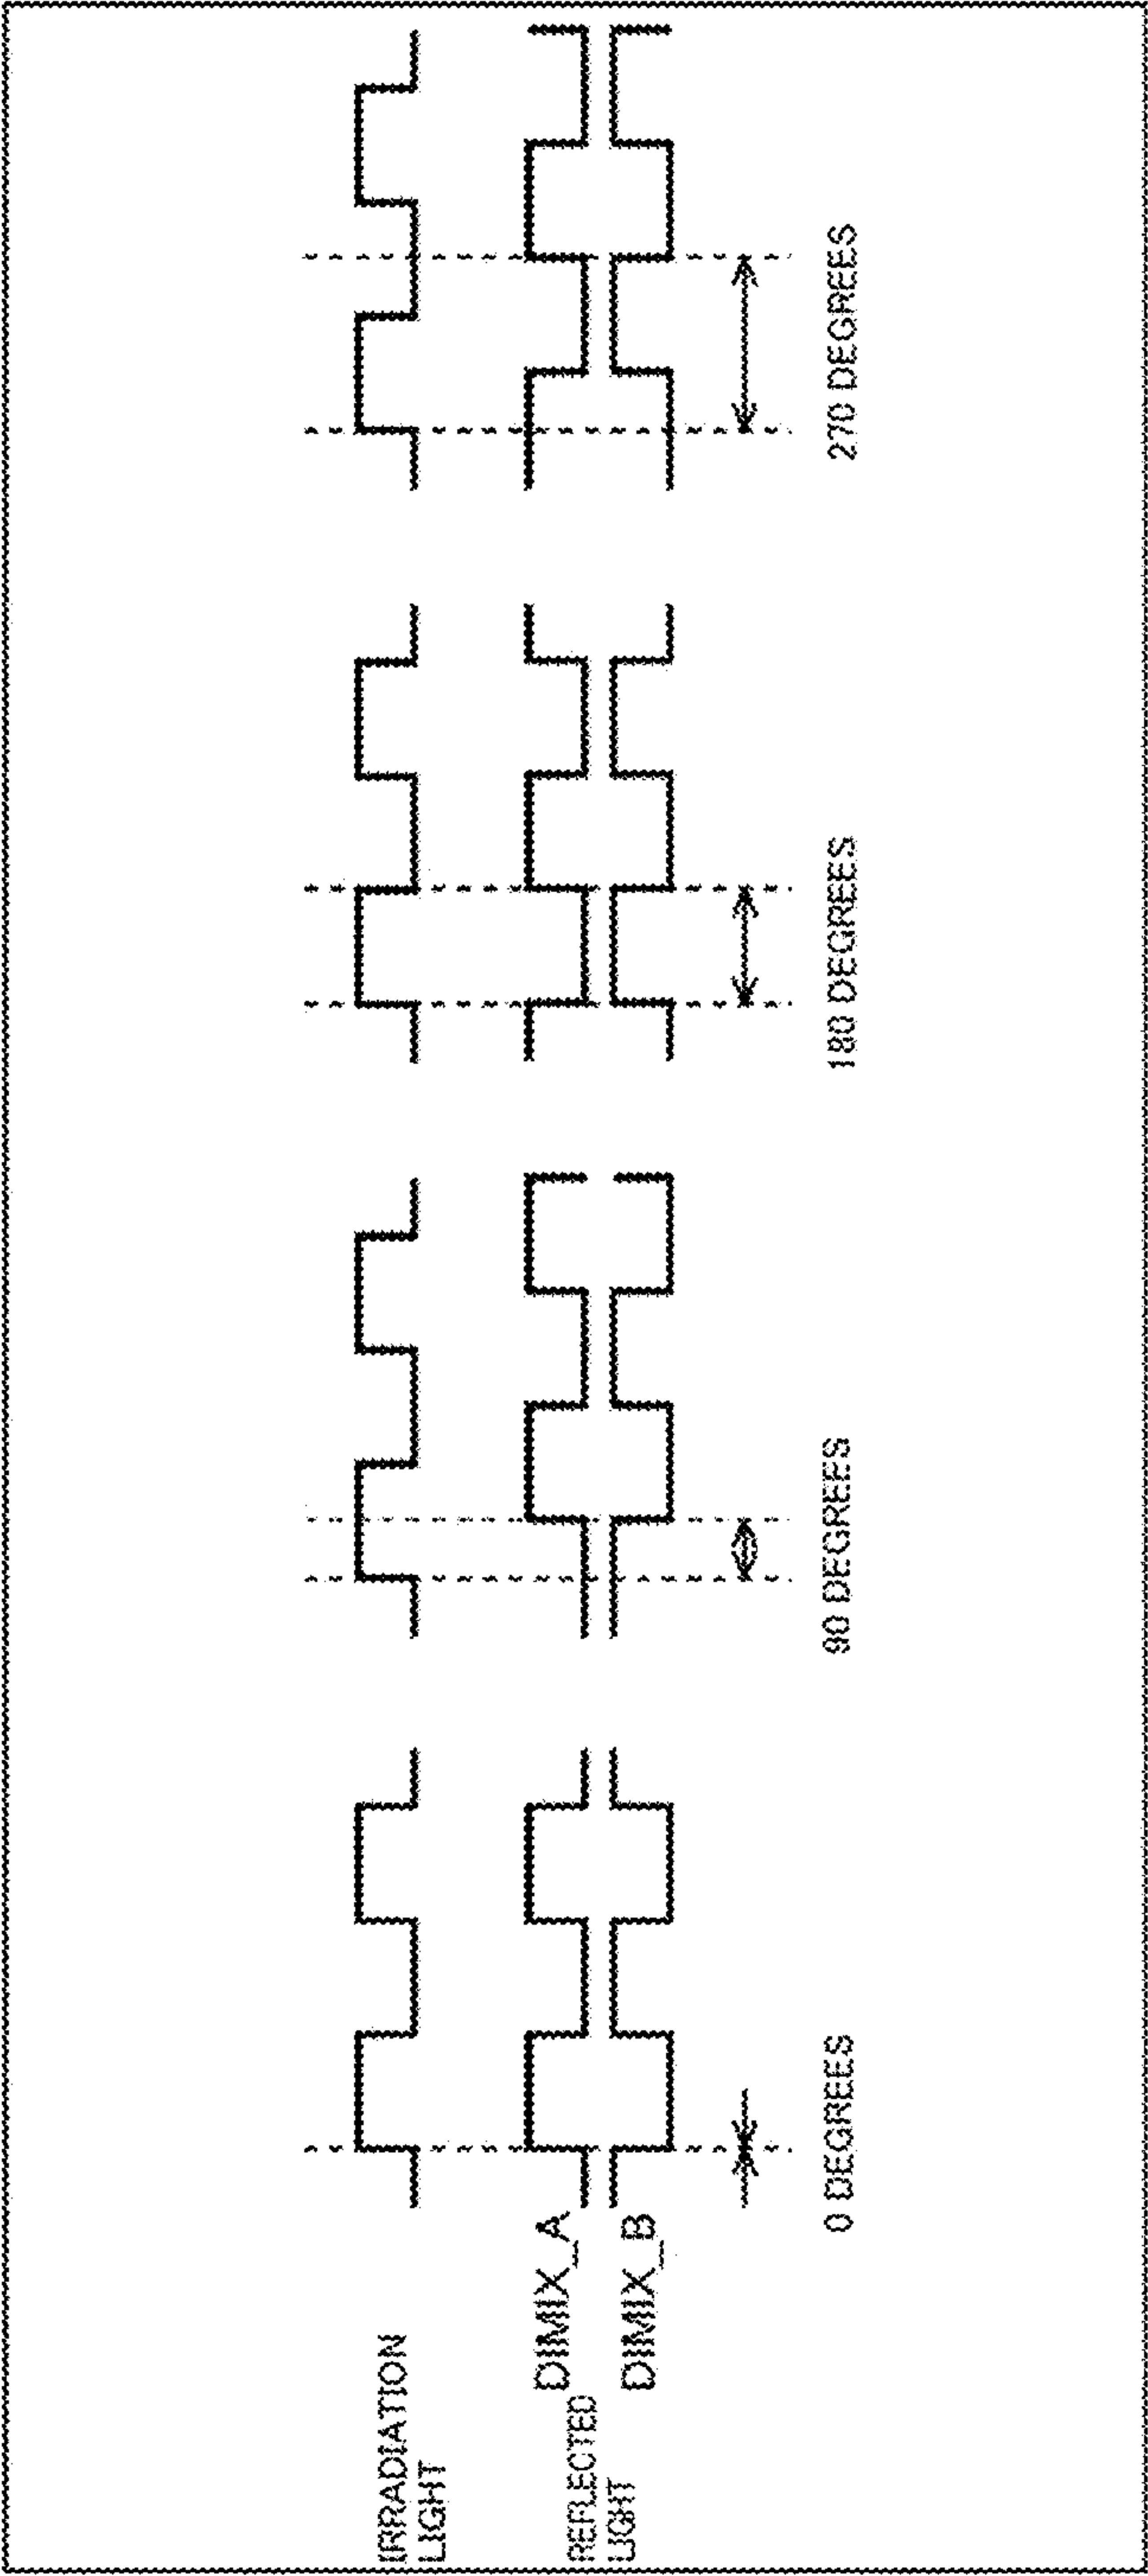 IRRADIATION
LIGHT
REFLECTED
LIGHT
DIMIX_A
DIMIX_B
0 DEGREES
90 DEGREES
180 DEGREES
270 DEGREES